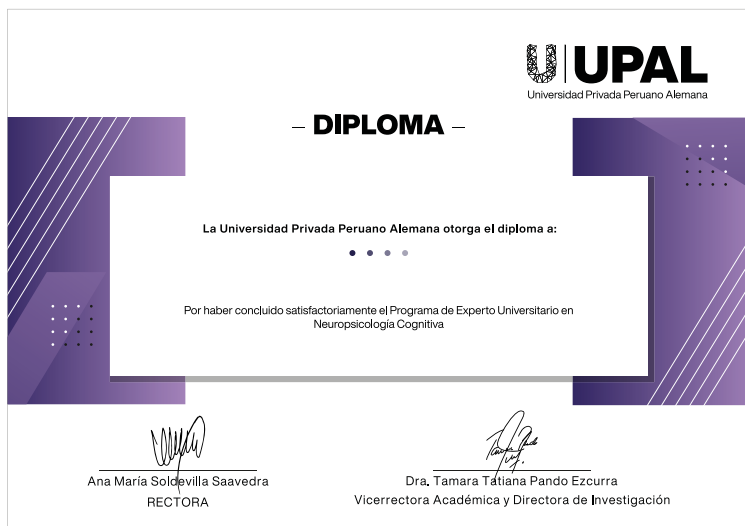 UPAL
Universidad Privada Peruano Alemana
– DIPLOMA –
La Universidad Privada Peruano Alemana otorga el diploma a:
Por haber concluido satisfactoriamente el Programa de Experto Universitario en
Neuropsicología Cognitiva
Ana María Soldevilla Saavedra
RECTORA
Dra. Tamara Tatiana Pando Ezcurra
Vicerrectora Académica y Directora de Investigación